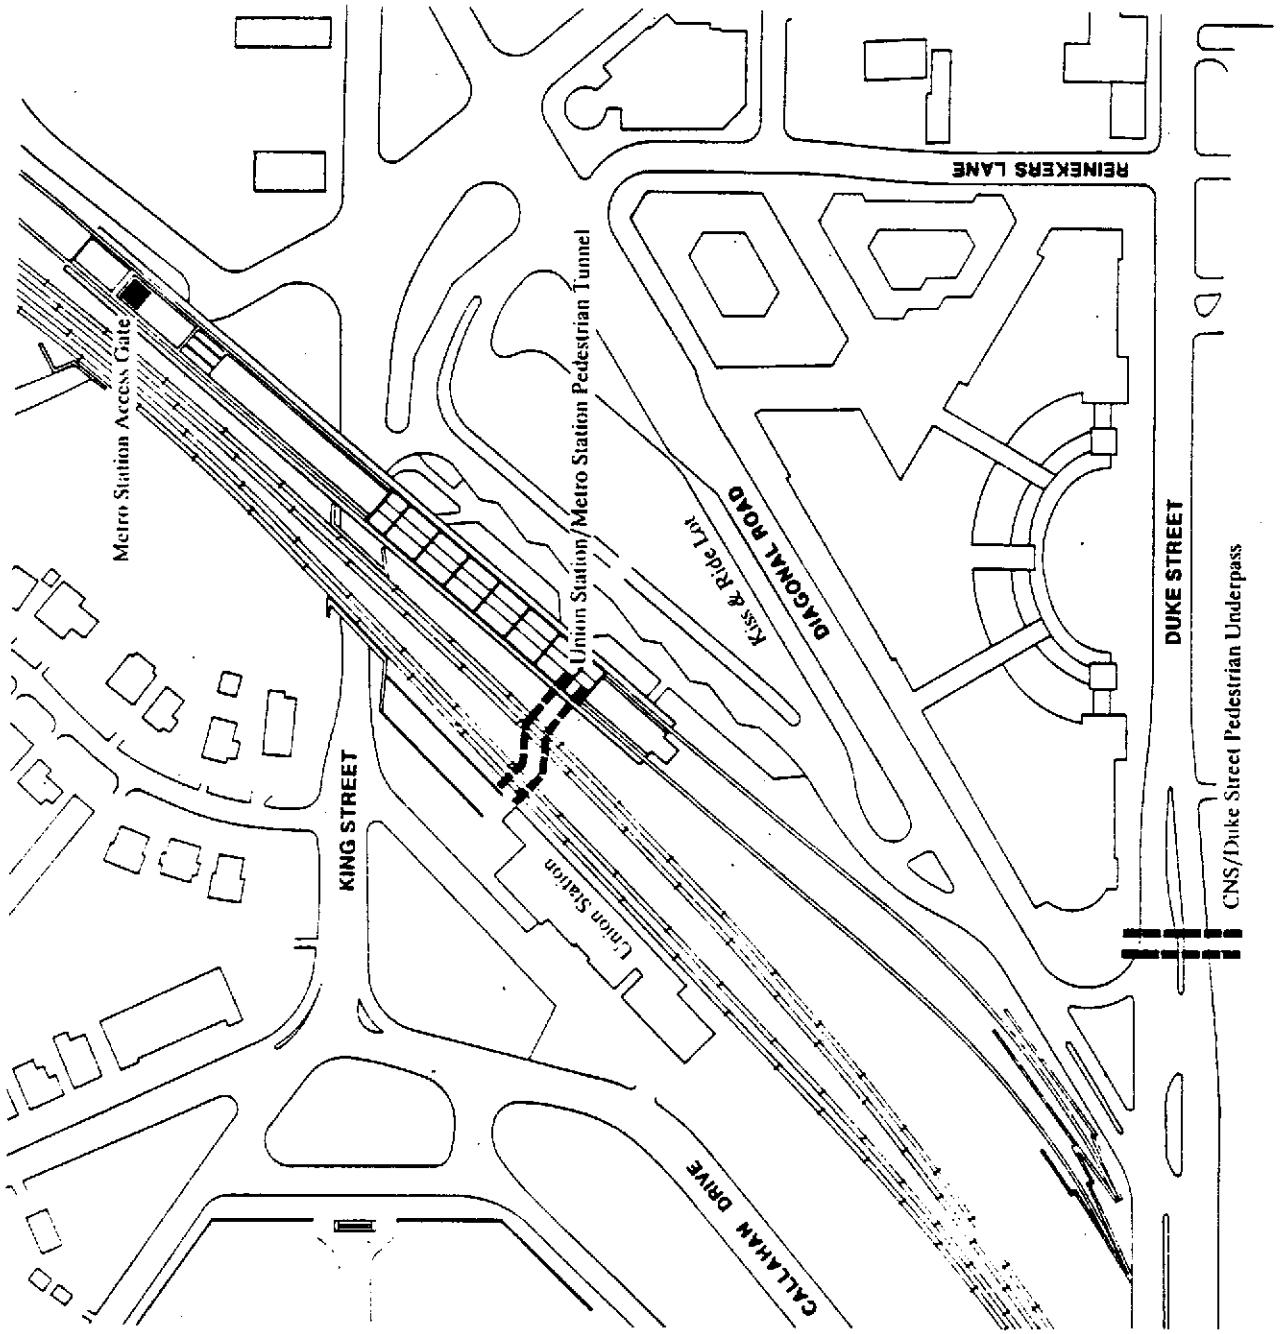 REINEKERS LANE
Metro Station Access Gate
Union Station/Metro Station Pedestrian Tunnel
Kiss & Ride Lot
DIAGONAL ROAD
DUKE STREET
CNS/Duke Street Pedestrian Underpass
KING STREET
Union Station
CALLAHAN DRIVE